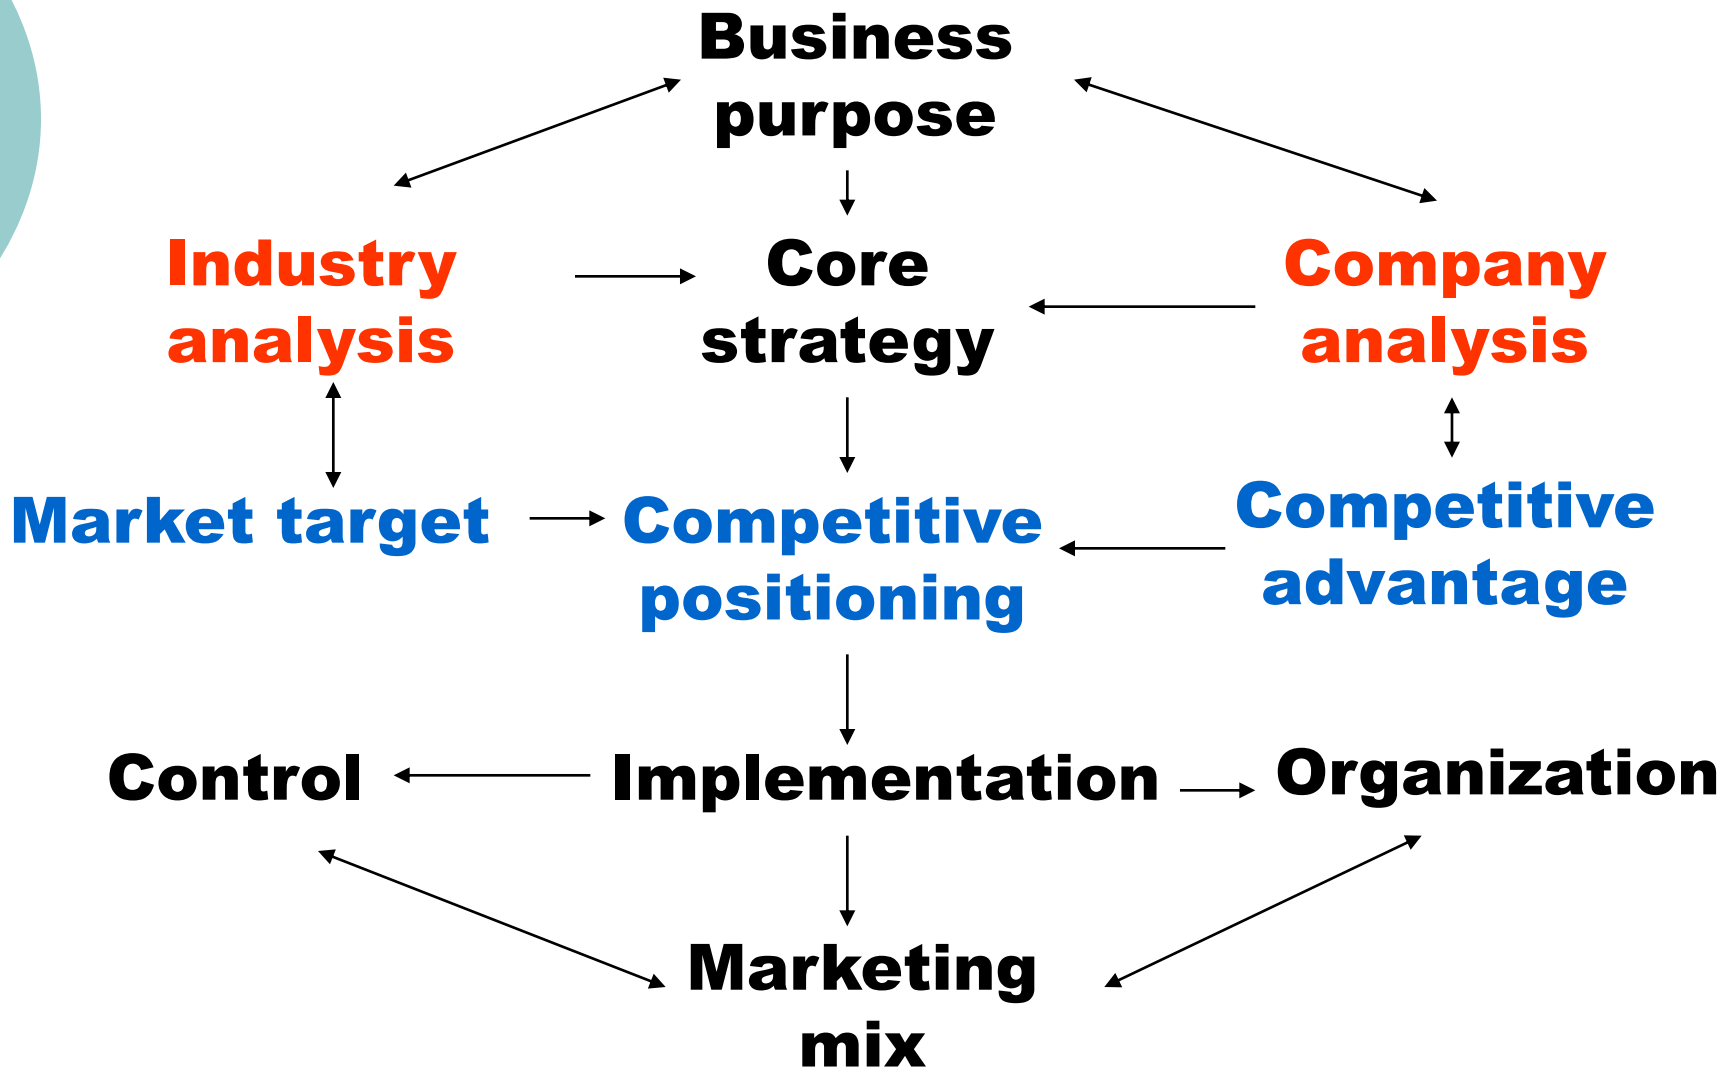 Business
purpose
Industry
analysis
Core
strategy
Company
analysis
Market target
Competitive
positioning
Competitive
advantage
Control
Implementation
Organization
Marketing
mix